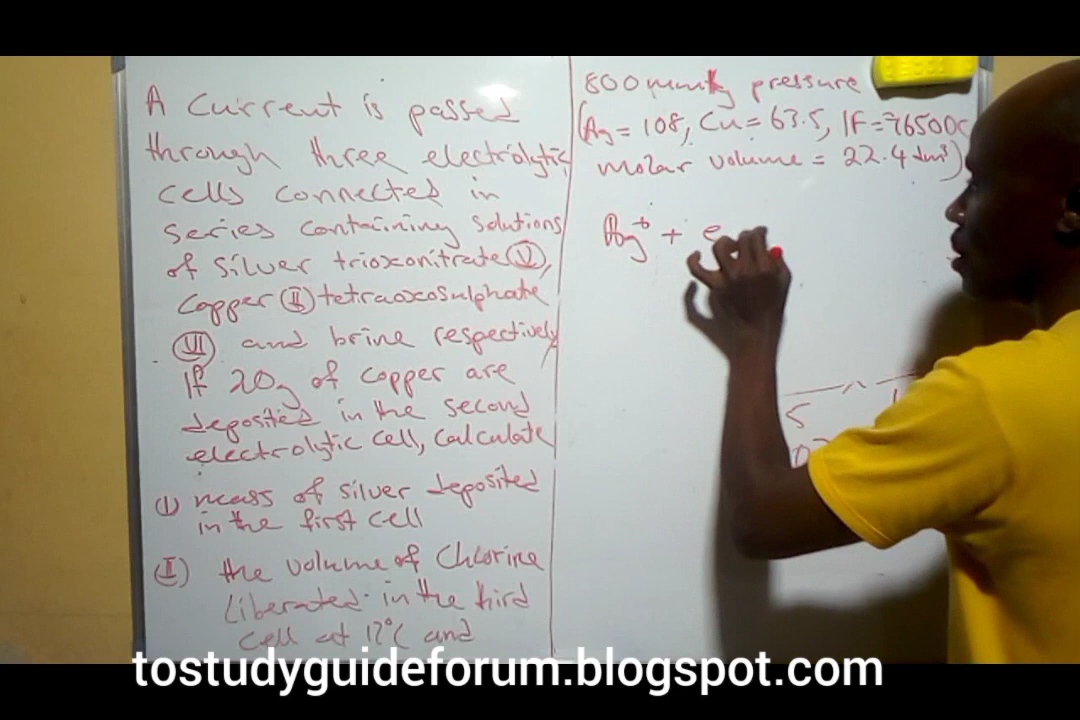 A Current is passed
through three electrolytic
cells connected in
series containing solutions
of silver trioxonitrate (V),
Copper (II) tetraoxosulphate
(VI) and brine respectively
If 20g of copper are
deposited in the second
electrolytic cell, calculate
(I) mass of silver deposited
in the first cell
(II) the volume of Chlorine
Liberated in the third
cell at 17°C and
800mmHg pressure
(Ag = 108, Cu = 63.5, 1F = 96500C
molar volume = 22.4 dm³)
Ag⁺ + e
5
tostudyguideforum.blogspot.com